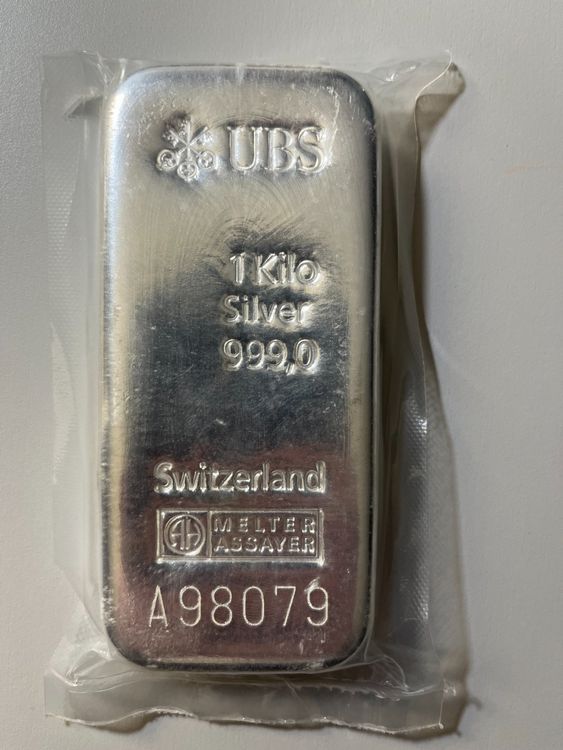 UBS
1 Kilo
Silver
999,0
Switzerland
MELTER
ASSAYER
A98079